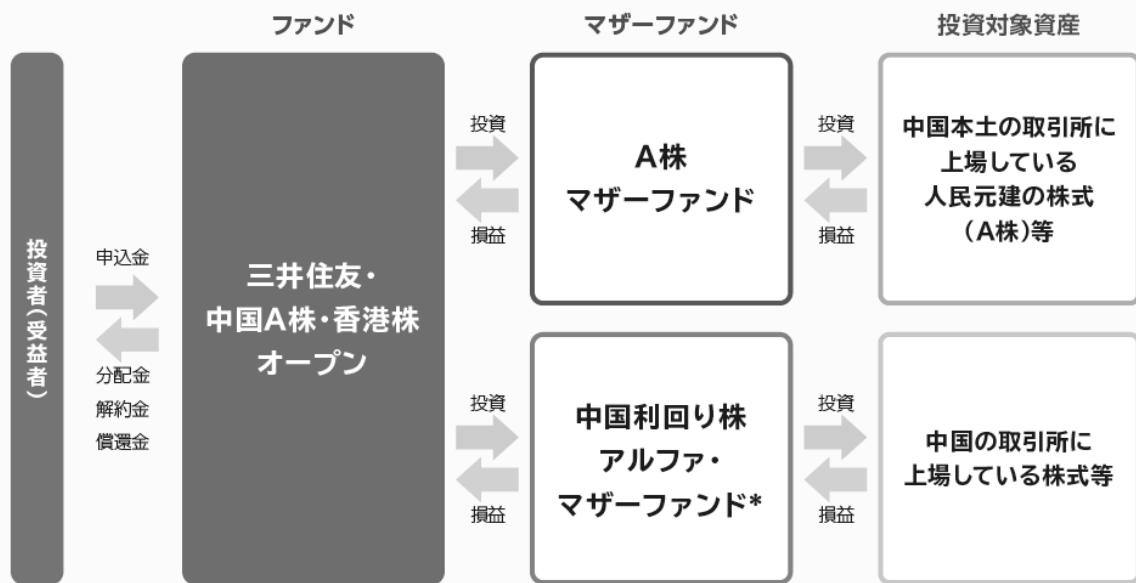 ファンド
マザーファンド
投資対象資産
投資者(受益者)
申込金
分配金
解約金
償還金
三井住友・
中国A株・香港株
オープン
投資
損益
A株
マザーファンド
投資
損益
中国本土の取引所に
上場している
人民元建の株式
(A株)等
投資
損益
中国利回り株
アルファ・
マザーファンド*
投資
損益
中国の取引所に
上場している株式等